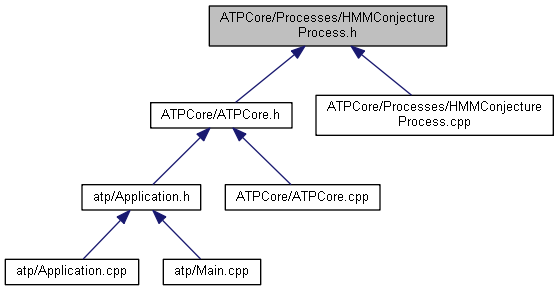 ATPCore/Processes/HMMConjecture
Process.h
ATPCore/ATPCore.h
ATPCore/Processes/HMMConjecture
Process.cpp
atp/Application.h
ATPCore/ATPCore.cpp
atp/Application.cpp
atp/Main.cpp